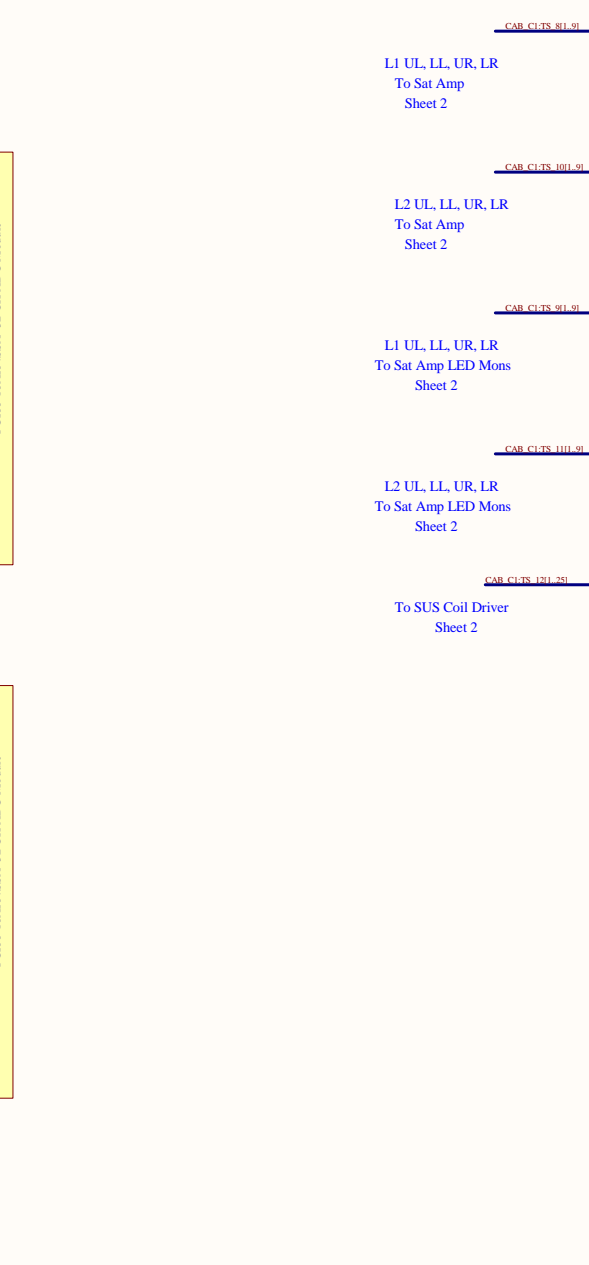 CAB_C1:TS_8[1..9]
L1 UL, LL, UR, LR
To Sat Amp
Sheet 2
CAB_C1:TS_10[1..9]
L2 UL, LL, UR, LR
To Sat Amp
Sheet 2
CAB_C1:TS_9[1..9]
L1 UL, LL, UR, LR
To Sat Amp LED Mons
Sheet 2
CAB_C1:TS_11[1..9]
L2 UL, LL, UR, LR
To Sat Amp LED Mons
Sheet 2
CAB_C1:TS_12[1..25]
To SUS Coil Driver
Sheet 2